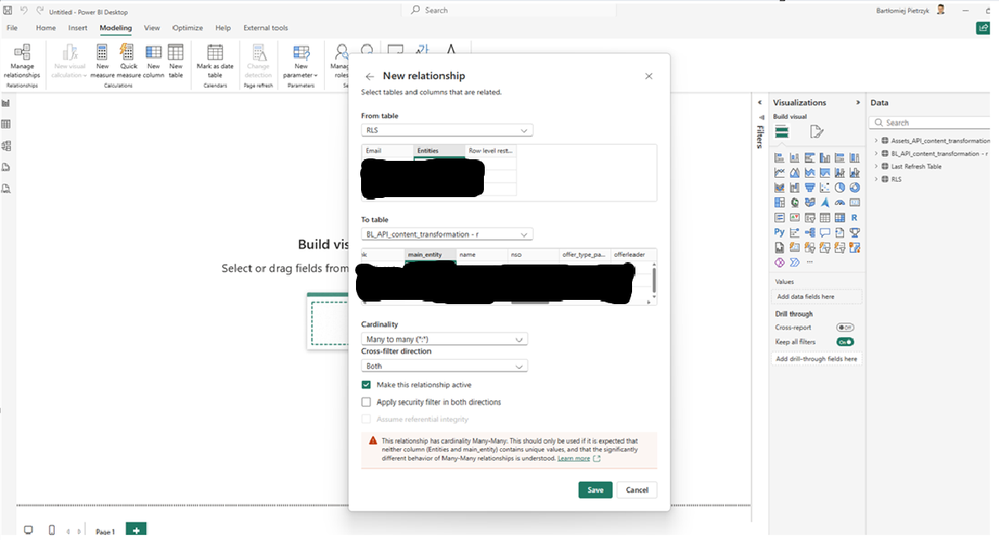 Untitled - Power BI Desktop
Search
Bartłomiej Pietrzyk
File Home Insert Modeling View Optimize Help External tools
Manage relationships
New visual calculation
New measure
Quick measure
New column
New table
Mark as date table
Change detection
New parameter
Relationships
Calculations
Calendars
Page refresh
Parameters
New relationship
Select tables and columns that are related.
From table
RLS
Email Entities Row level rest...
To table
BL_API_content_transformation - r
main_entity name nso offer_type_pa... offerleader
Cardinality
Many to many (*:*)
Cross-filter direction
Both
Make this relationship active
Apply security filter in both directions
Assume referential integrity
This relationship has cardinality Many-Many. This should only be used if it is expected that
neither column (Entities and main_entity) contains unique values, and that the significantly
different behavior of Many-Many relationships is understood. Learn more
Save Cancel
Filters
Visualizations
Build visual
R
Py
Values
Add data fields here
Drill through
Cross-report Off
Keep all filters On
Add drill-through fields here
Data
Search
Assets_API_content_transformation
BL_API_content_transformation - r
Last Refresh Table
RLS
Page 1